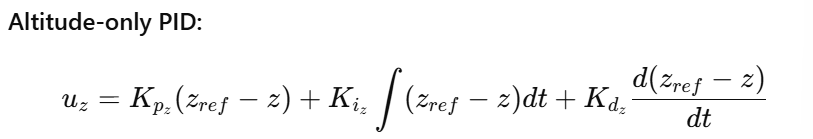 Altitude-only PID:
u_z = K_{p_z}(z_{ref} − z) + K_{i_z} ∫ (z_{ref} − z)dt + K_{d_z} \frac{d(z_{ref} − z)}{dt}